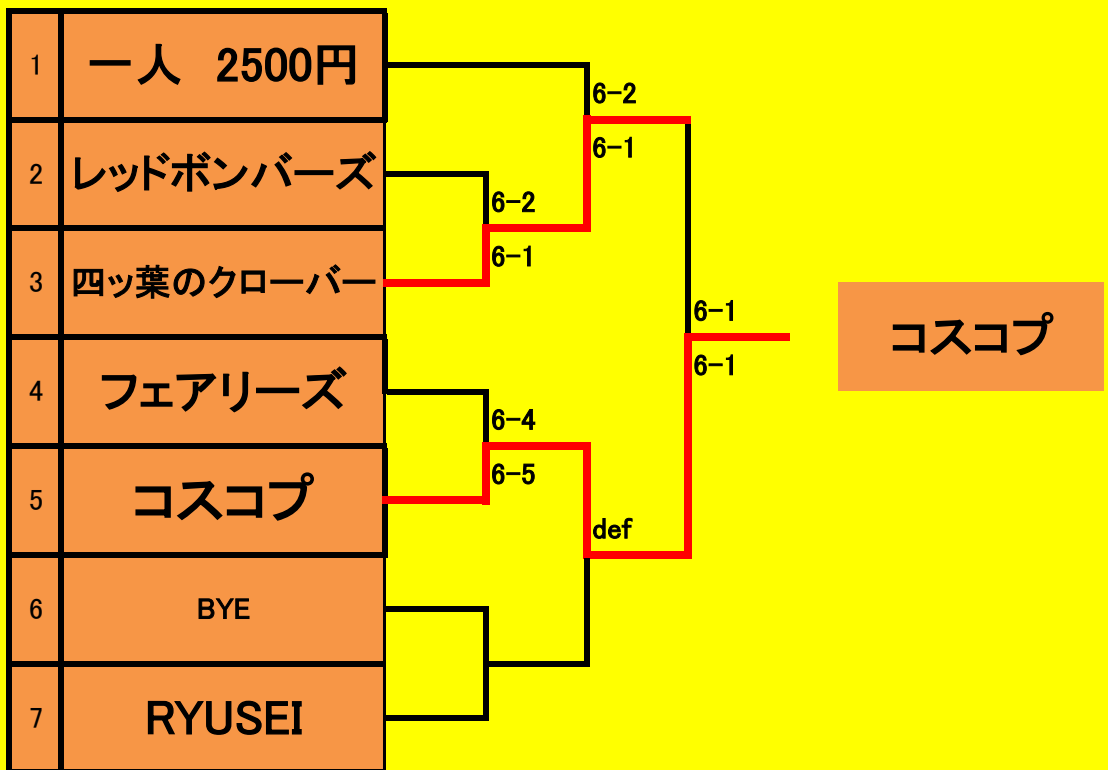 1 一人 2500円
2 レッドボンバーズ
3 四ッ葉のクローバー
4 フェアリーズ
5 コスコプ
6 BYE
7 RYUSEI
6-2
6-1
6-4
6-5
6-2
6-1
def
6-1
6-1
コスコプ